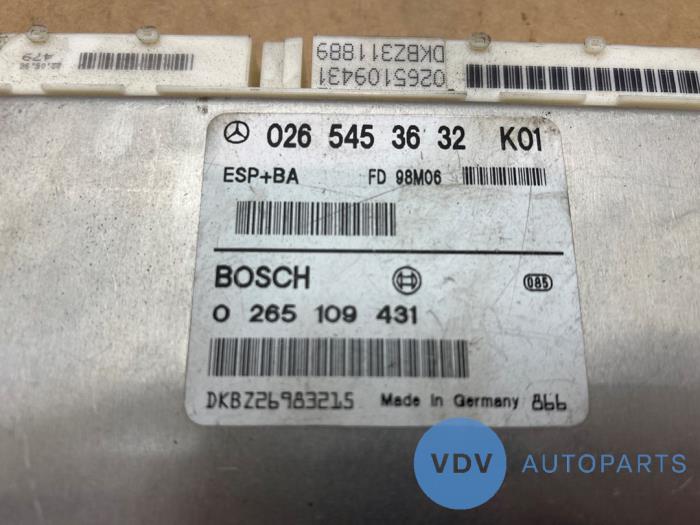 479
0265109431
DKBZ311889
026 545 36 32 K01
ESP+BA FD 98M06
BOSCH 085
0 265 109 431
DKBZ26983215 Made in Germany 866
VDV AUTOPARTS